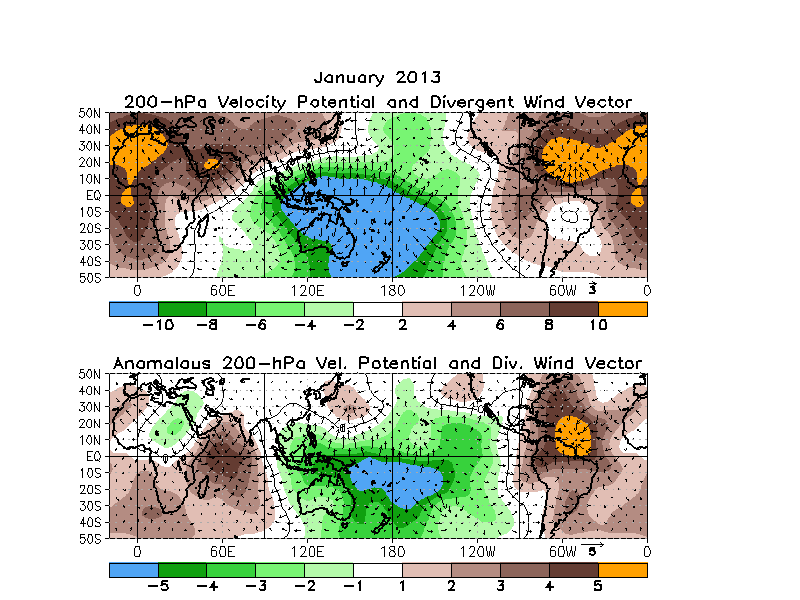 January 2013
200-hPa Velocity Potential and Divergent Wind Vector
50N
40N
30N
20N
10N
EQ
10S
20S
30S
40S
50S
0 60E 120E 180 120W 60W 3 0
-10 -8 -6 -4 -2 2 4 6 8 10
Anomalous 200-hPa Vel. Potential and Div. Wind Vector
50N
40N
30N
20N
10N
EQ
10S
20S
30S
40S
50S
0 60E 120E 180 120W 60W 5 0
-5 -4 -3 -2 -1 1 2 3 4 5